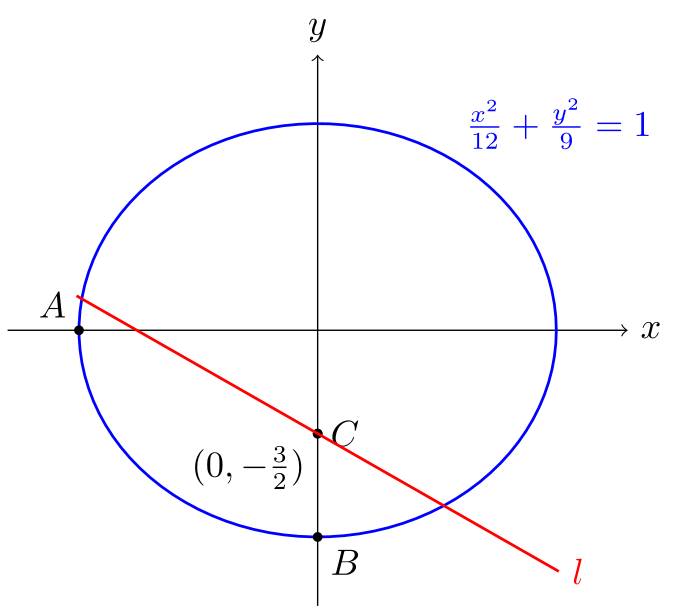 y
x²/12 + y²/9 = 1
A
x
C
(0, −3/2)
B
l